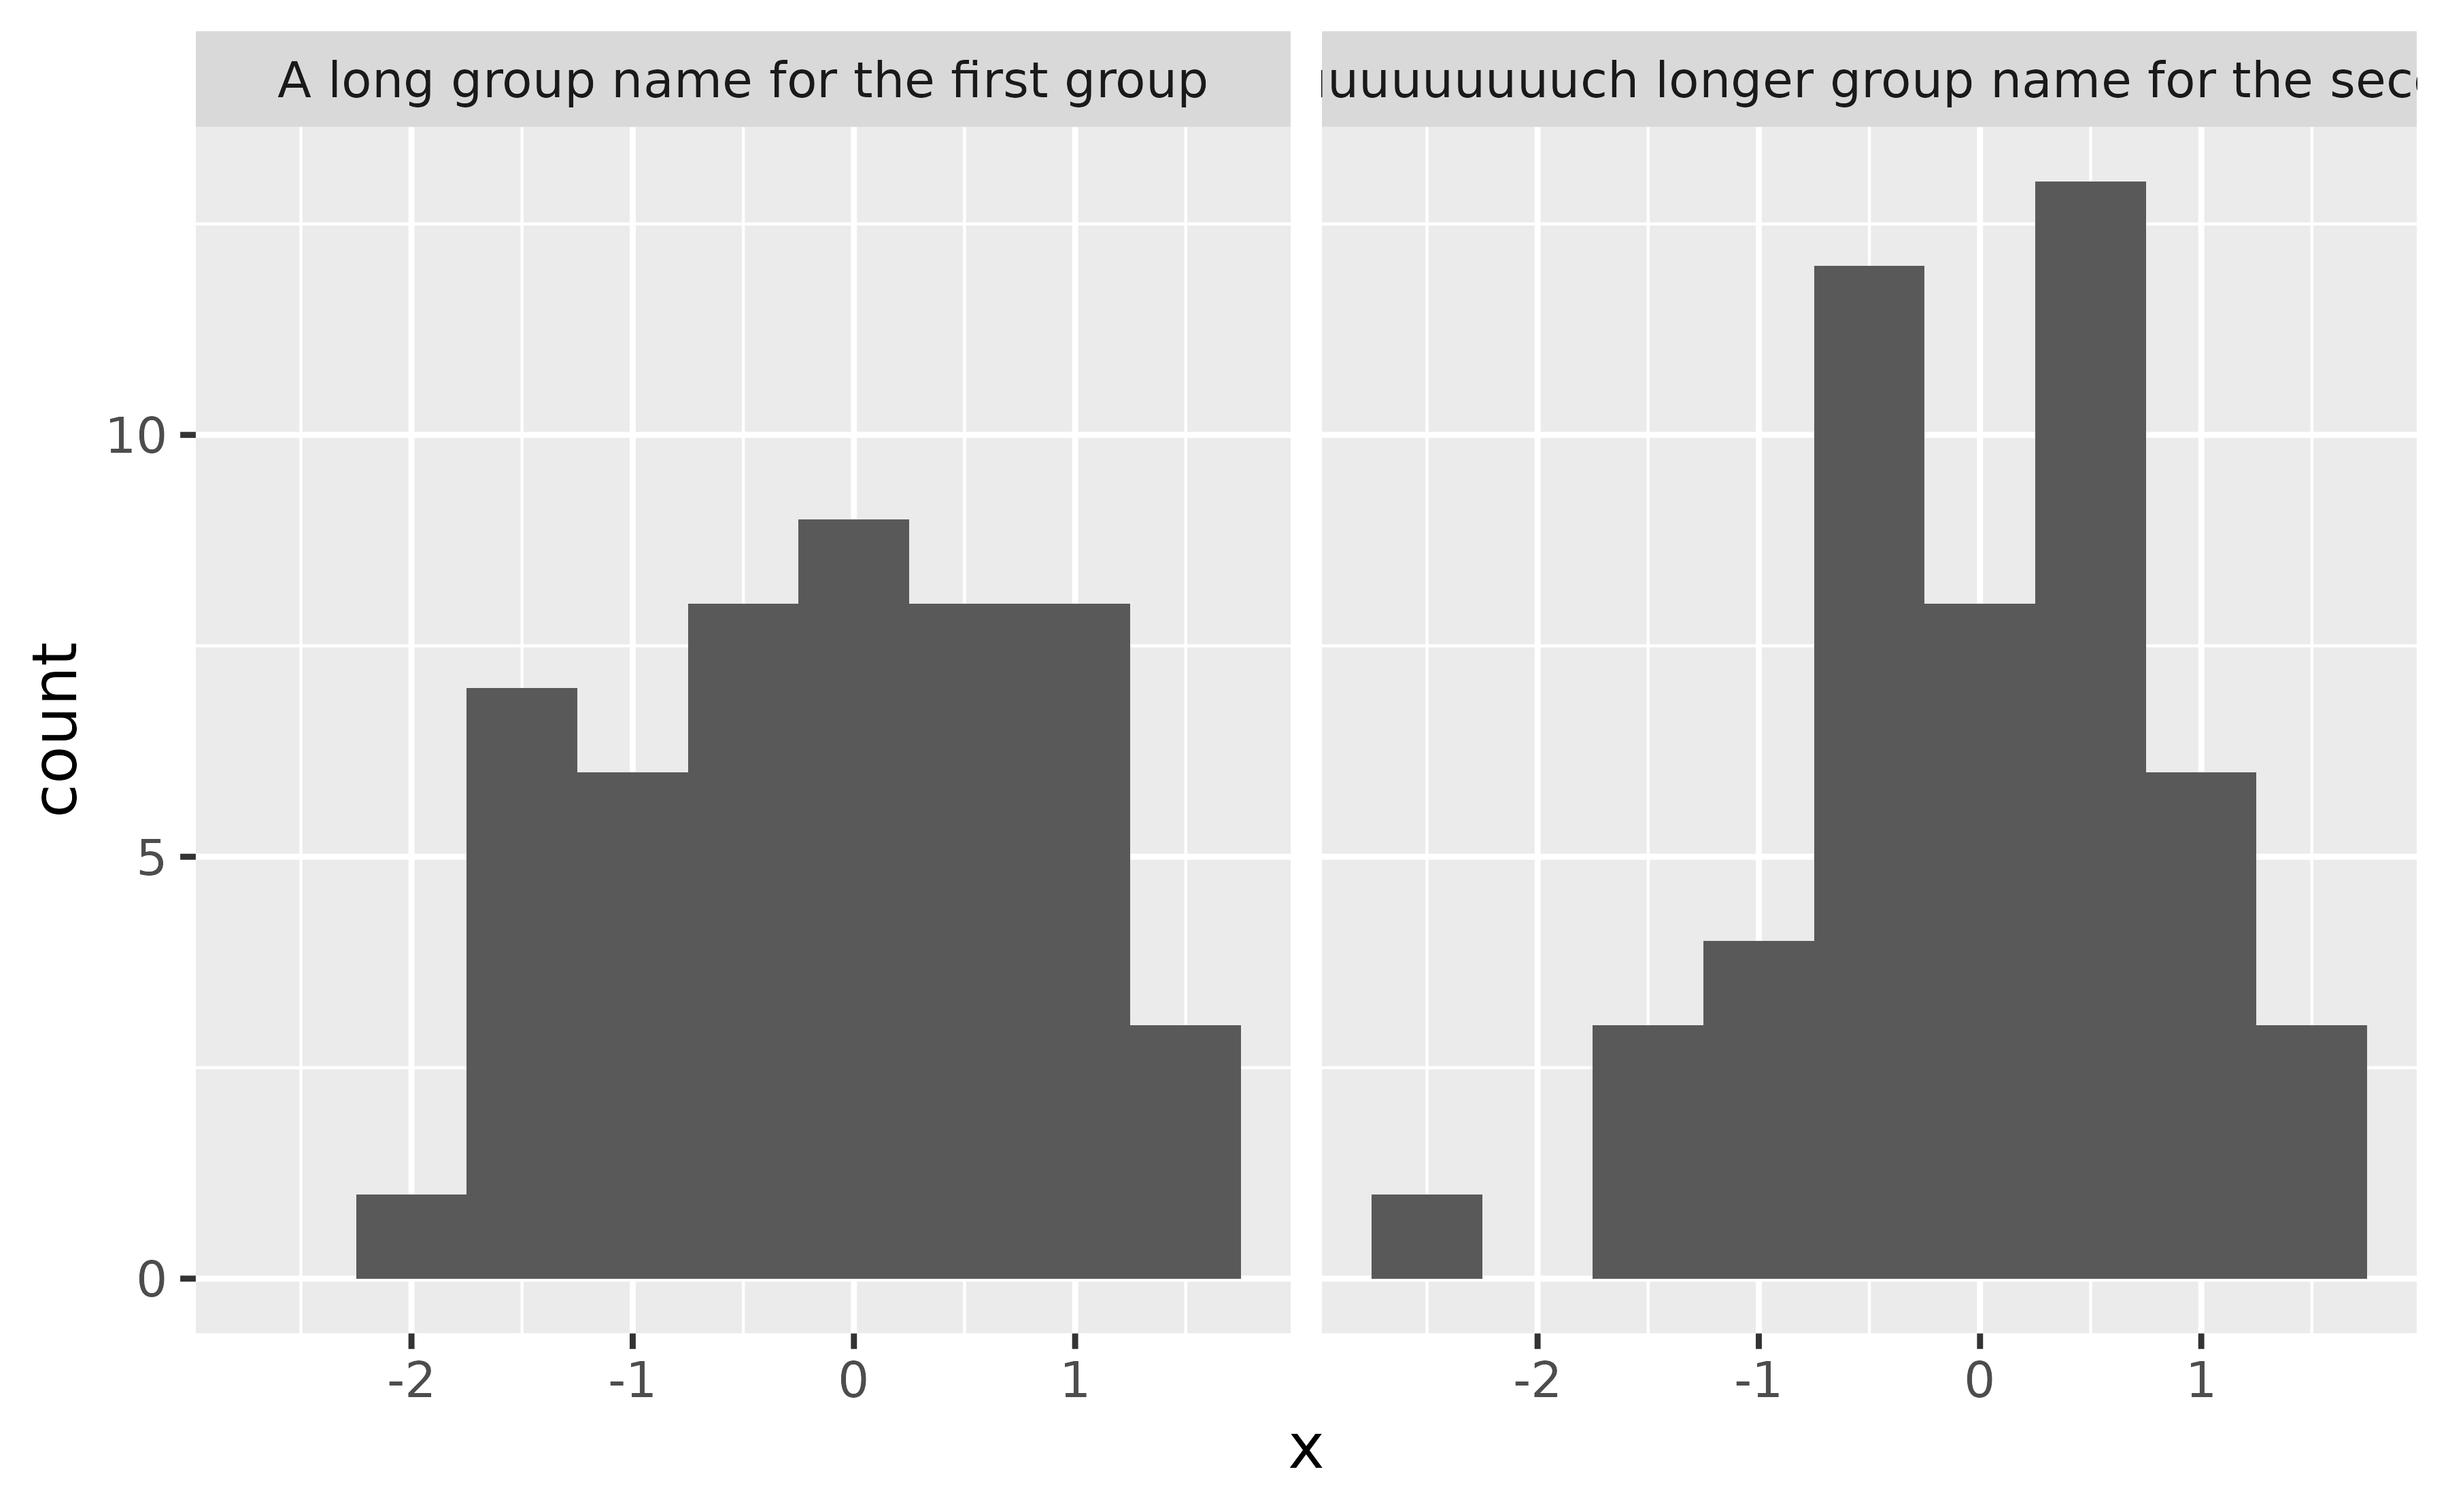 A long group name for the first group
uuuuuuuuuch longer group name for the sec
count
10
5
0
-2 -1 0 1
-2 -1 0 1
x